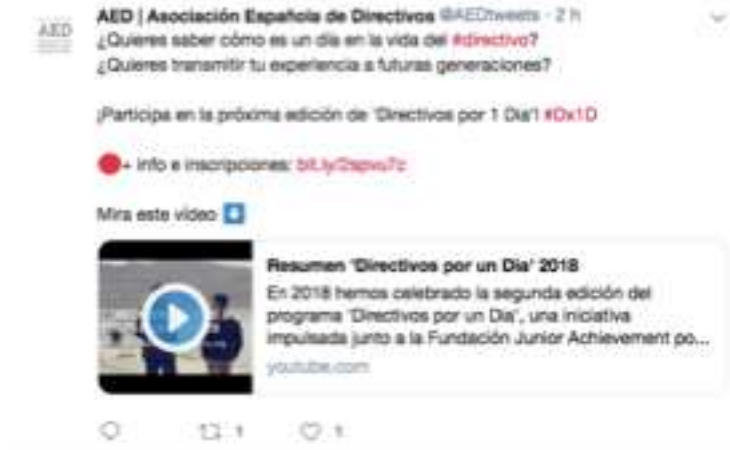 AED
AED | Asociación Española de Directivos @AEDtweets · 2 h
¿Quieres saber cómo es un día en la vida del #directivo?
¿Quieres transmitir tu experiencia a futuras generaciones?
¡Participa en la próxima edición de 'Directivos por 1 Día'! #Dx1D
+ info e inscripciones:
Mira este vídeo
Resumen 'Directivos por un Día' 2018
En 2018 hemos celebrado la segunda edición del
programa 'Directivos por un Día', una iniciativa
impulsada junto a la Fundación Junior Achievement po...
youtube.com
1 1